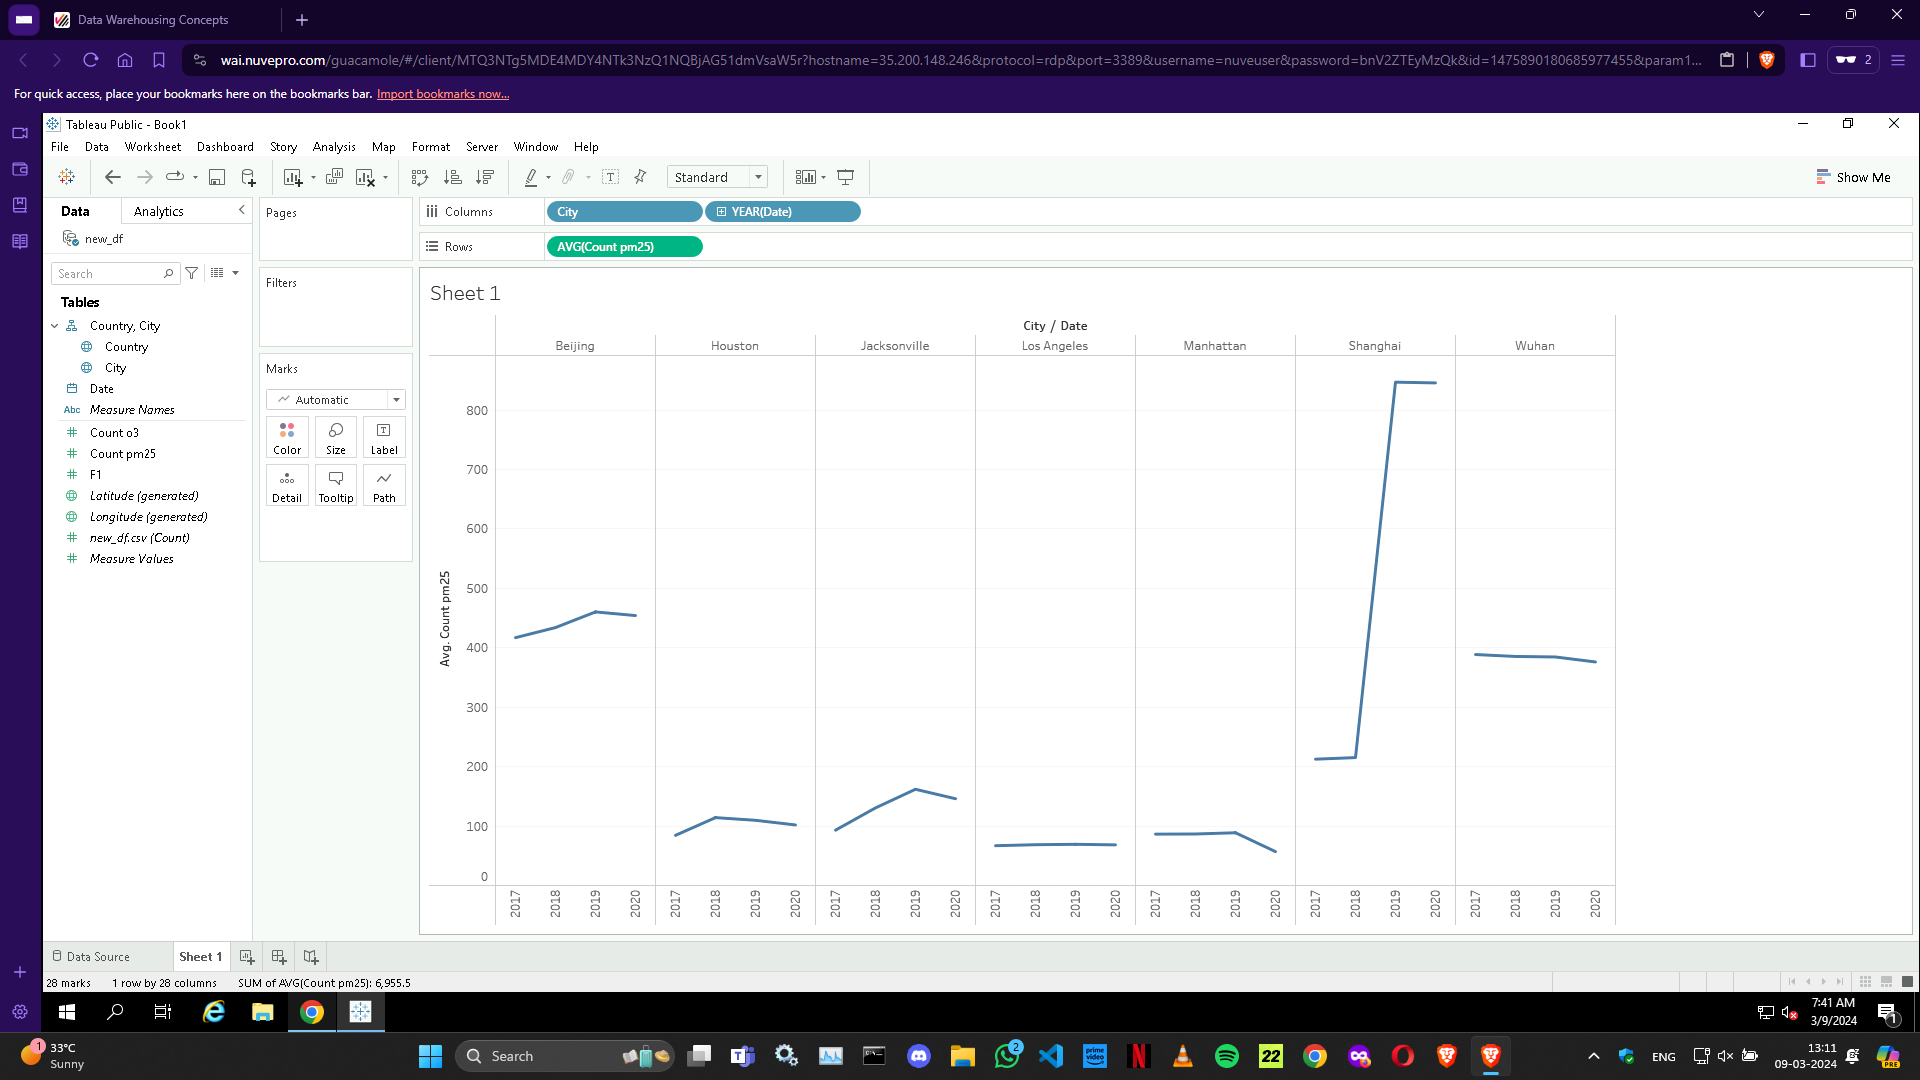 Data Warehousing Concepts
wai.nuvepro.com/guacamole/#/client/MTQ3NTg5MDE4MDY4NTk3NzQ1NQBjAG51dmVsaW5r?hostname=35.200.148.246&protocol=rdp&port=3389&username=nuveuser&password=bnV2ZTEyMzQk&id=1475890180685977455&param1...
2
For quick access, place your bookmarks here on the bookmarks bar. Import bookmarks now...
Tableau Public - Book1
File Data Worksheet Dashboard Story Analysis Map Format Server Window Help
Standard
Show Me
Data Analytics
Pages
Columns City YEAR(Date)
new_df
Rows AVG(Count pm25)
Search
Filters
Sheet 1
Tables
Country, City
Country
City
Date
Abc Measure Names
Count o3
Count pm25
F1
Latitude (generated)
Longitude (generated)
new_df.csv (Count)
Measure Values
Marks
Automatic
Color Size Label
Detail Tooltip Path
City / Date
Beijing Houston Jacksonville Los Angeles Manhattan Shanghai Wuhan
Avg. Count pm25
800
700
600
500
400
300
200
100
0
2017 2018 2019 2020 2017 2018 2019 2020 2017 2018 2019 2020 2017 2018 2019 2020 2017 2018 2019 2020 2017 2018 2019 2020 2017 2018 2019 2020
Data Source Sheet 1
28 marks 1 row by 28 columns SUM of AVG(Count pm25): 6,955.5
7:41 AM
3/9/2024
1
1
33°C
Sunny
Search
2
prime video
N
22
ENG
13:11
09-03-2024
PRE